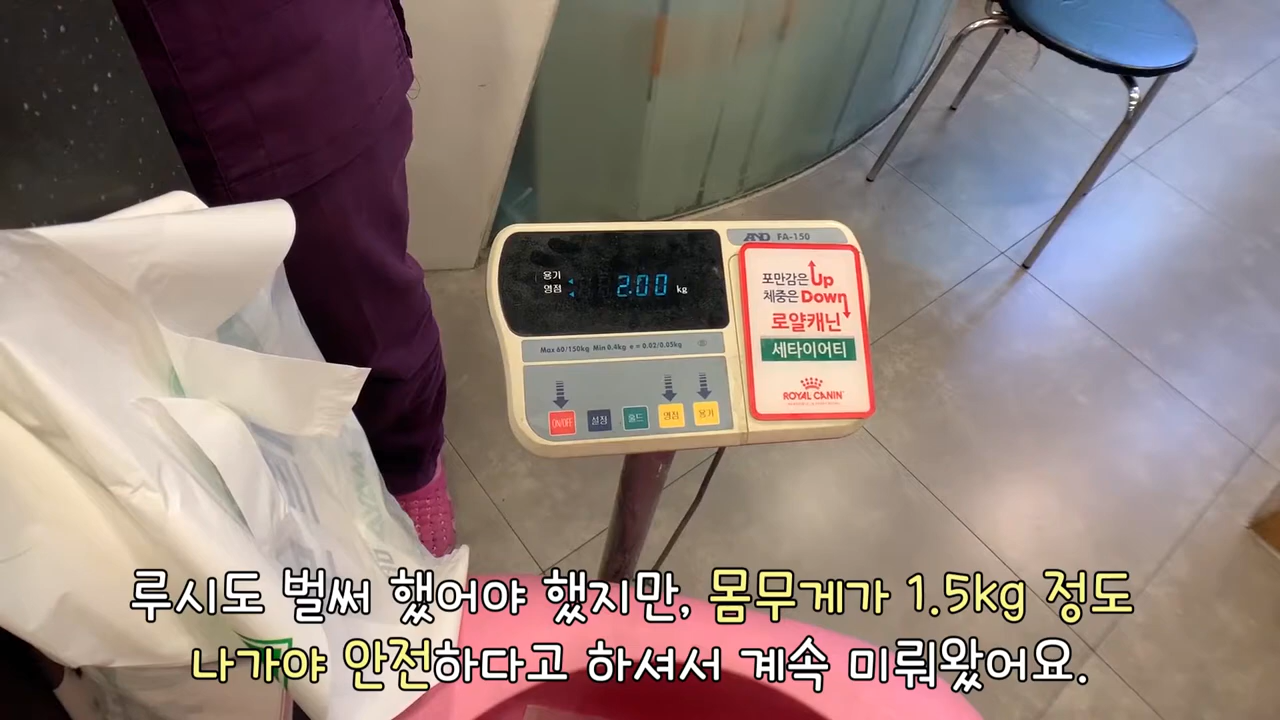 AND FA-150
용기
영점
2.00 kg
Max 60/150kg Min 0.4kg e = 0.02/0.05kg
ON/OFF 설정 홀드 영점 용기
포만감은 Up
체중은 Down
로얄캐닌
세타이어티
ROYAL CANIN
루시도 벌써 했어야 했지만, 몸무게가 1.5kg 정도
나가야 안전하다고 하셔서 계속 미뤄왔어요.